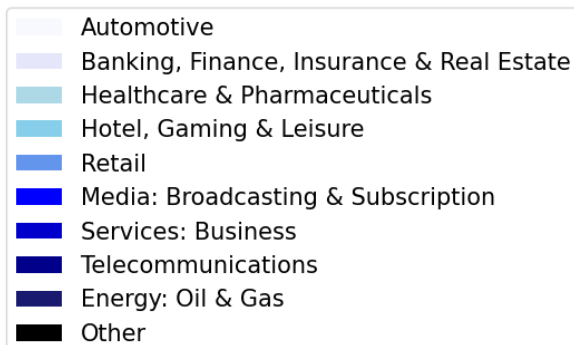 Automotive
Banking, Finance, Insurance & Real Estate
Healthcare & Pharmaceuticals
Hotel, Gaming & Leisure
Retail
Media: Broadcasting & Subscription
Services: Business
Telecommunications
Energy: Oil & Gas
Other